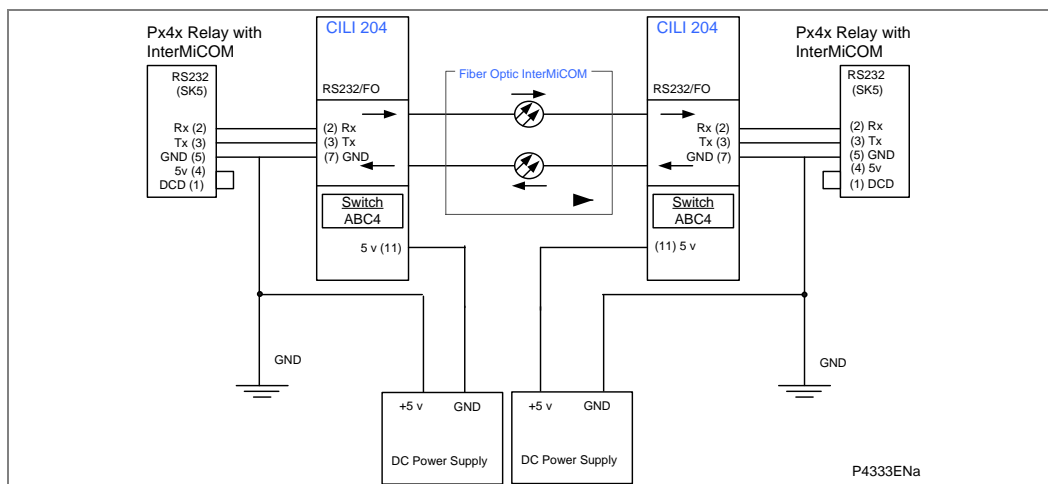 Px4x Relay with
InterMiCOM
RS232
(SK5)
Rx (2)
Tx (3)
GND (5)
5v (4)
DCD (1)
CILI 204
RS232/FO
(2) Rx
(3) Tx
(7) GND
Switch
ABC4
5 v (11)
Fiber Optic InterMiCOM
CILI 204
RS232/FO
Rx (2)
Tx (3)
GND (7)
Switch
ABC4
(11) 5 v
Px4x Relay with
InterMiCOM
RS232
(SK5)
(2) Rx
(3) Tx
(5) GND
(4) 5v
(1) DCD
GND
GND
+5 v GND
DC Power Supply
+5 v GND
DC Power Supply
P4333ENa